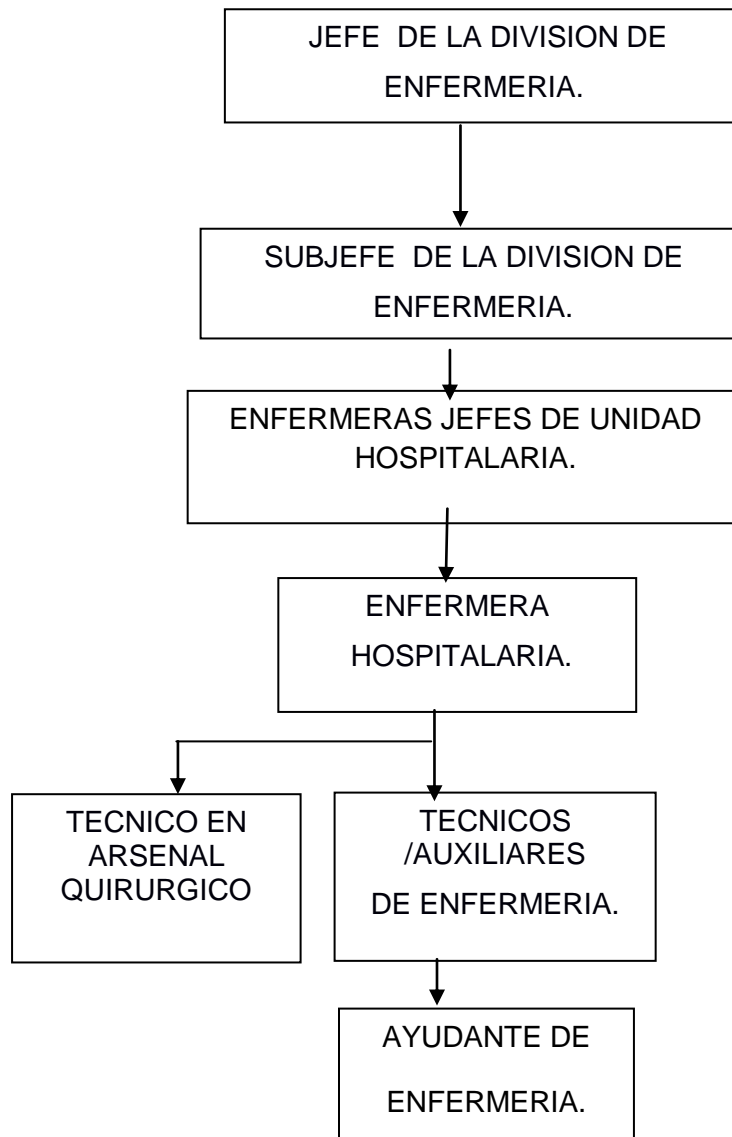 JEFE DE LA DIVISION DE
ENFERMERIA.
SUBJEFE DE LA DIVISION DE
ENFERMERIA.
ENFERMERAS JEFES DE UNIDAD
HOSPITALARIA.
ENFERMERA
HOSPITALARIA.
TECNICO EN
ARSENAL
QUIRURGICO
TECNICOS
/AUXILIARES
DE ENFERMERIA.
AYUDANTE DE
ENFERMERIA.